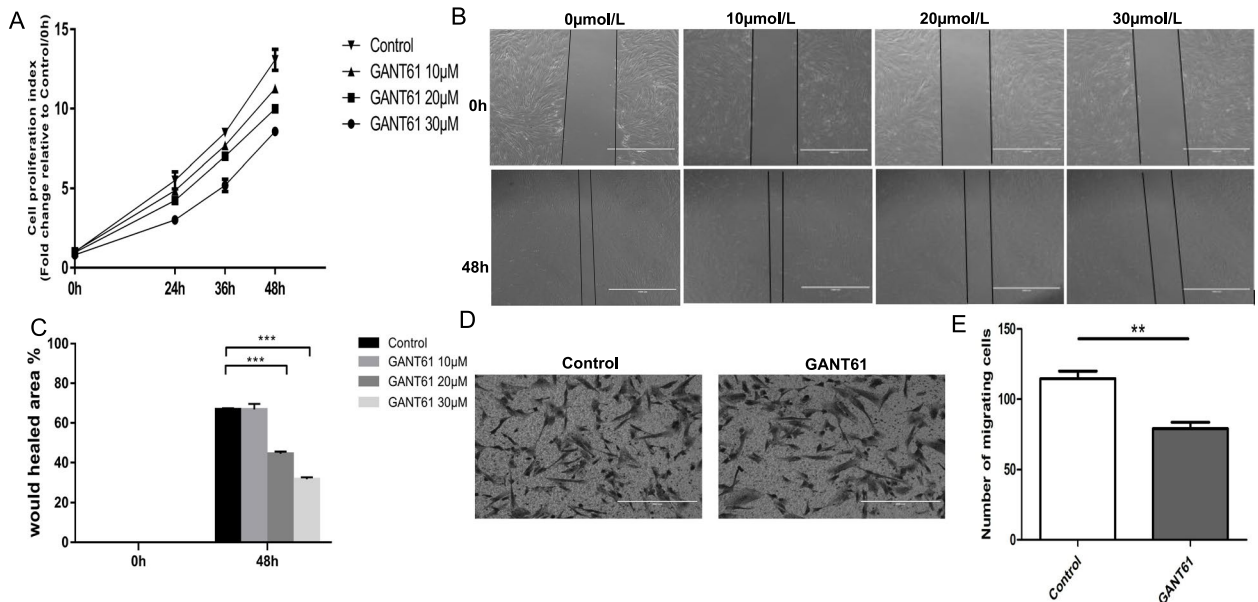 A
Cell proliferation index
(Fold change relative to Control/0h)
15
10
5
0
0h
24h
36h
48h
Control
GANT61 10μM
GANT61 20μM
GANT61 30μM
B
0μmol/L
10μmol/L
20μmol/L
30μmol/L
0h
48h
C
would healed area %
100
80
60
40
20
0
0h
48h
***
***
Control
GANT61 10μM
GANT61 20μM
GANT61 30μM
D
Control
GANT61
E
Number of migrating cells
150
100
50
0
**
Control
GANT61